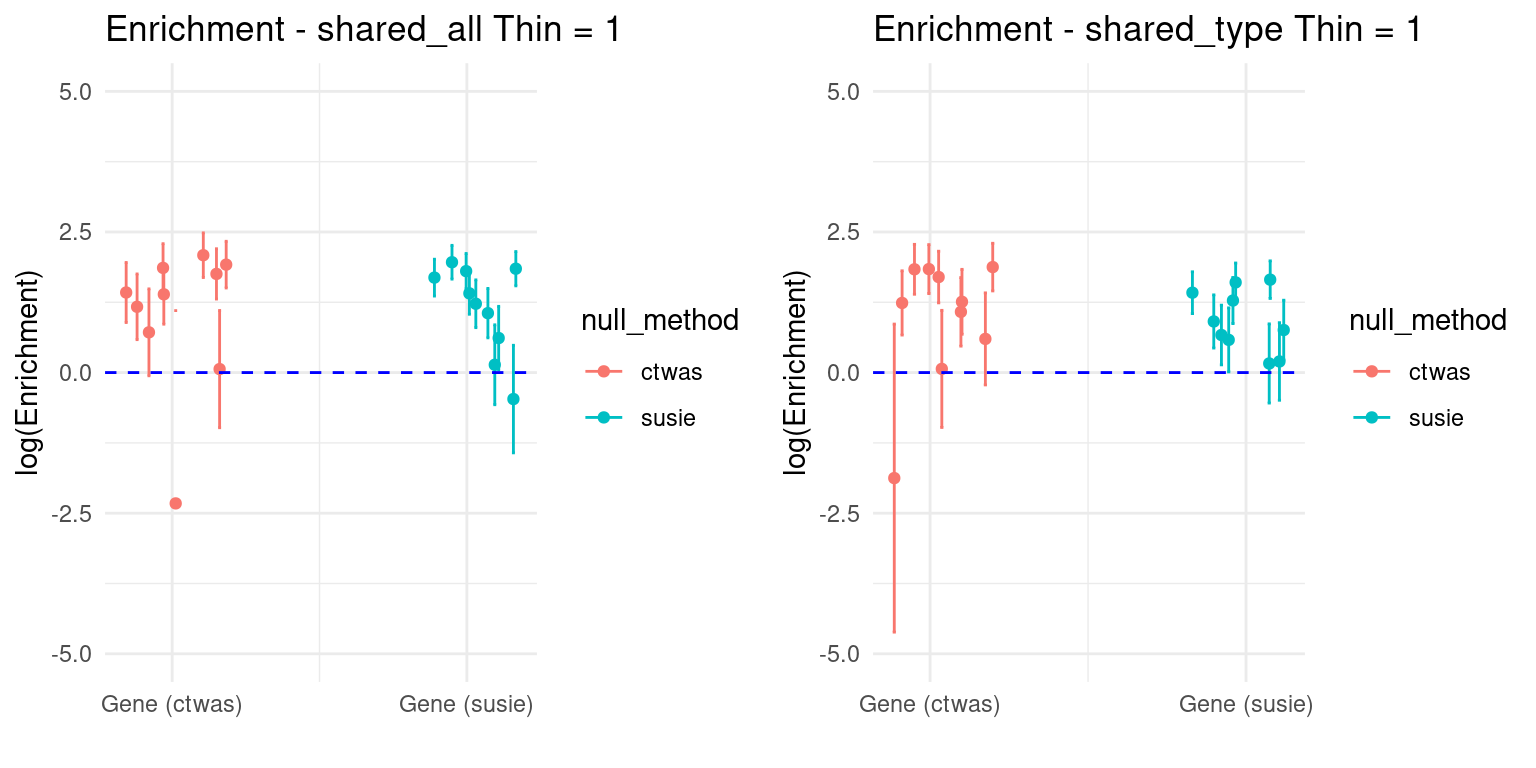 Enrichment - shared_all Thin = 1
log(Enrichment)
5.0
2.5
0.0
-2.5
-5.0
Gene (ctwas)
Gene (susie)
null_method
ctwas
susie
Enrichment - shared_type Thin = 1
log(Enrichment)
5.0
2.5
0.0
-2.5
-5.0
Gene (ctwas)
Gene (susie)
null_method
ctwas
susie